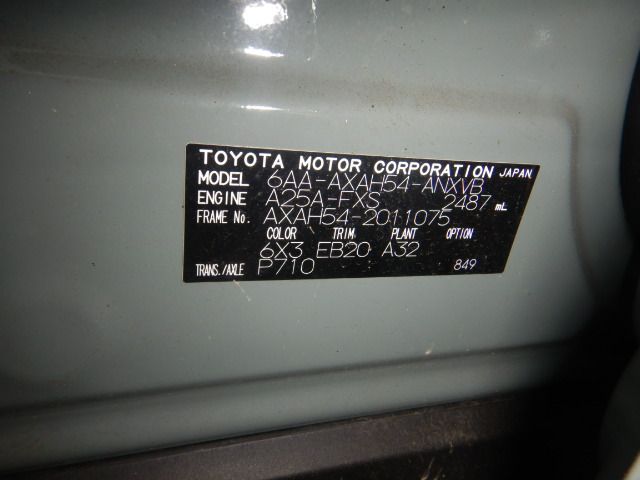 TOYOTA MOTOR CORPORATION JAPAN
MODEL 6AA-AXAH54-ANXVB
ENGINE A25A-FXS 2487 mL
FRAME No. AXAH54-2011075
COLOR TRIM PLANT OPTION
6X3 EB20 A32
TRANS./AXLE P710 849